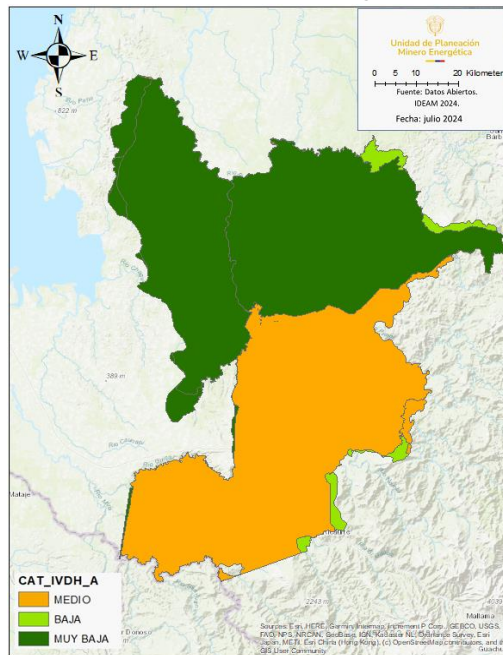 N
W E
S
Unidad de Planeación
Minero Energética
0 5 10 20 Kilometers
Fuente: Datos Abiertos.
IDEAM 2024.
Fecha: julio 2024
822 m
389 m
Mataje
2243 m
Mallama
Donoso
CAT_IVDH_A
MEDIO
BAJA
MUY BAJA
Sources: Esri, HERE, Garmin, Intermap, Increment P Corp., GEBCO, USGS,
FAO, NPS, NRCAN, GeoBase, IGN, Kadaster NL, Ordnance Survey, Esri
Japan, METI, Esri China (Hong Kong), (c) OpenStreetMap contributors, and the
GIS User Community